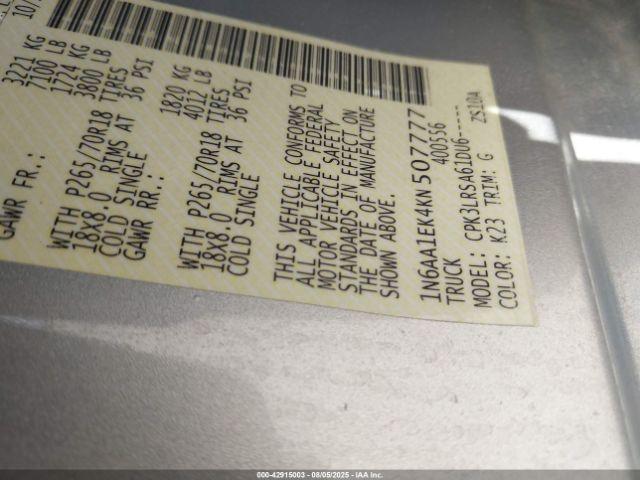 10/
3221 KG
7100 LB
GAWR FR.: 1724 KG
3800 LB
WITH P265/70R18 TIRES
18X8.0 RIMS AT 36 PSI
COLD SINGLE
GAWR RR.: 1820 KG
4012 LB
WITH P265/70R18 TIRES
18X8.0 RIMS AT 36 PSI
COLD SINGLE
THIS VEHICLE CONFORMS TO
ALL APPLICABLE FEDERAL
MOTOR VEHICLE SAFETY
STANDARDS IN EFFECT ON
THE DATE OF MANUFACTURE
SHOWN ABOVE.
1N6AA1EK4KN507777
TRUCK 400556
MODEL: CPK3LRSA61DU6-----
COLOR: K23 TRIM: G ZS10A
000-42915003 - 08/05/2025 - IAA Inc.